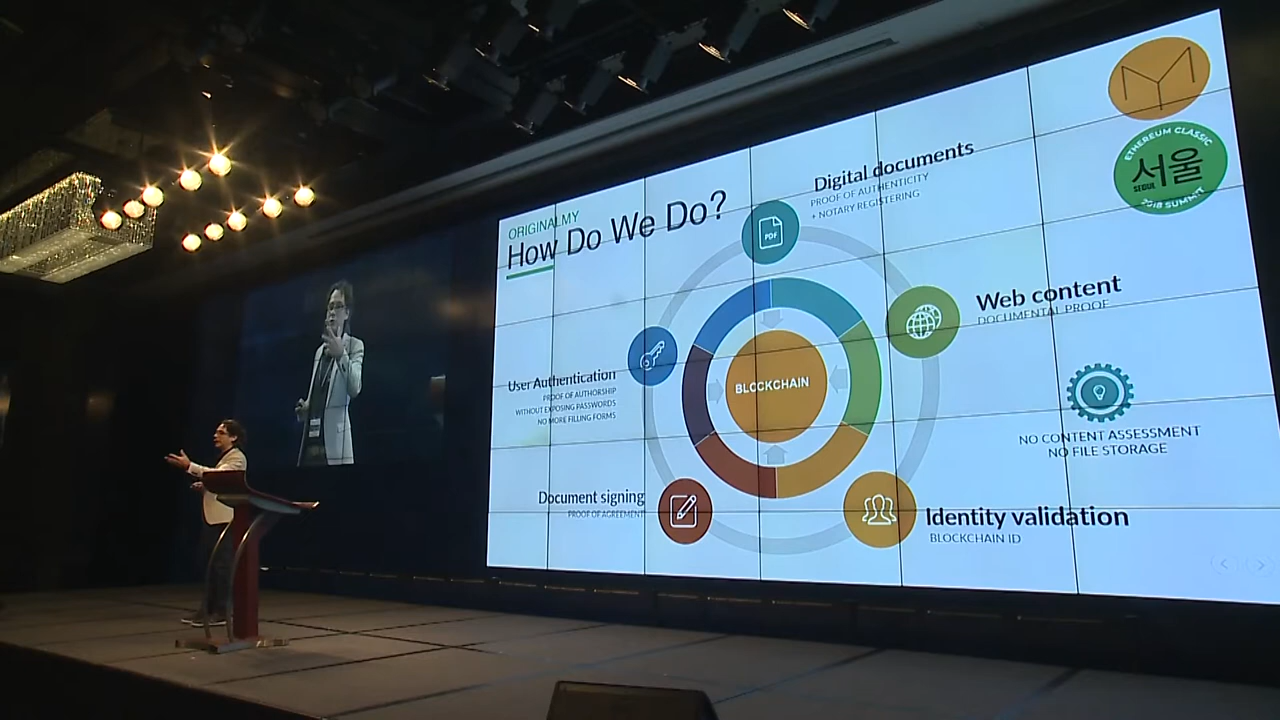 ORIGINALMY
How Do We Do?
Digital documents
PROOF OF AUTHENTICITY
+ NOTARY REGISTERING
PDF
ETHEREUM CLASSIC
서울
SEOUL
2018 SUMMIT
Web content
DOCUMENTAL PROOF
User Authentication
PROOF OF AUTHORSHIP
WITHOUT EXPOSING PASSWORDS
NO MORE FILLING FORMS
BLOCKCHAIN
NO CONTENT ASSESSMENT
NO FILE STORAGE
Document signing
PROOF OF AGREEMENT
Identity validation
BLOCKCHAIN ID